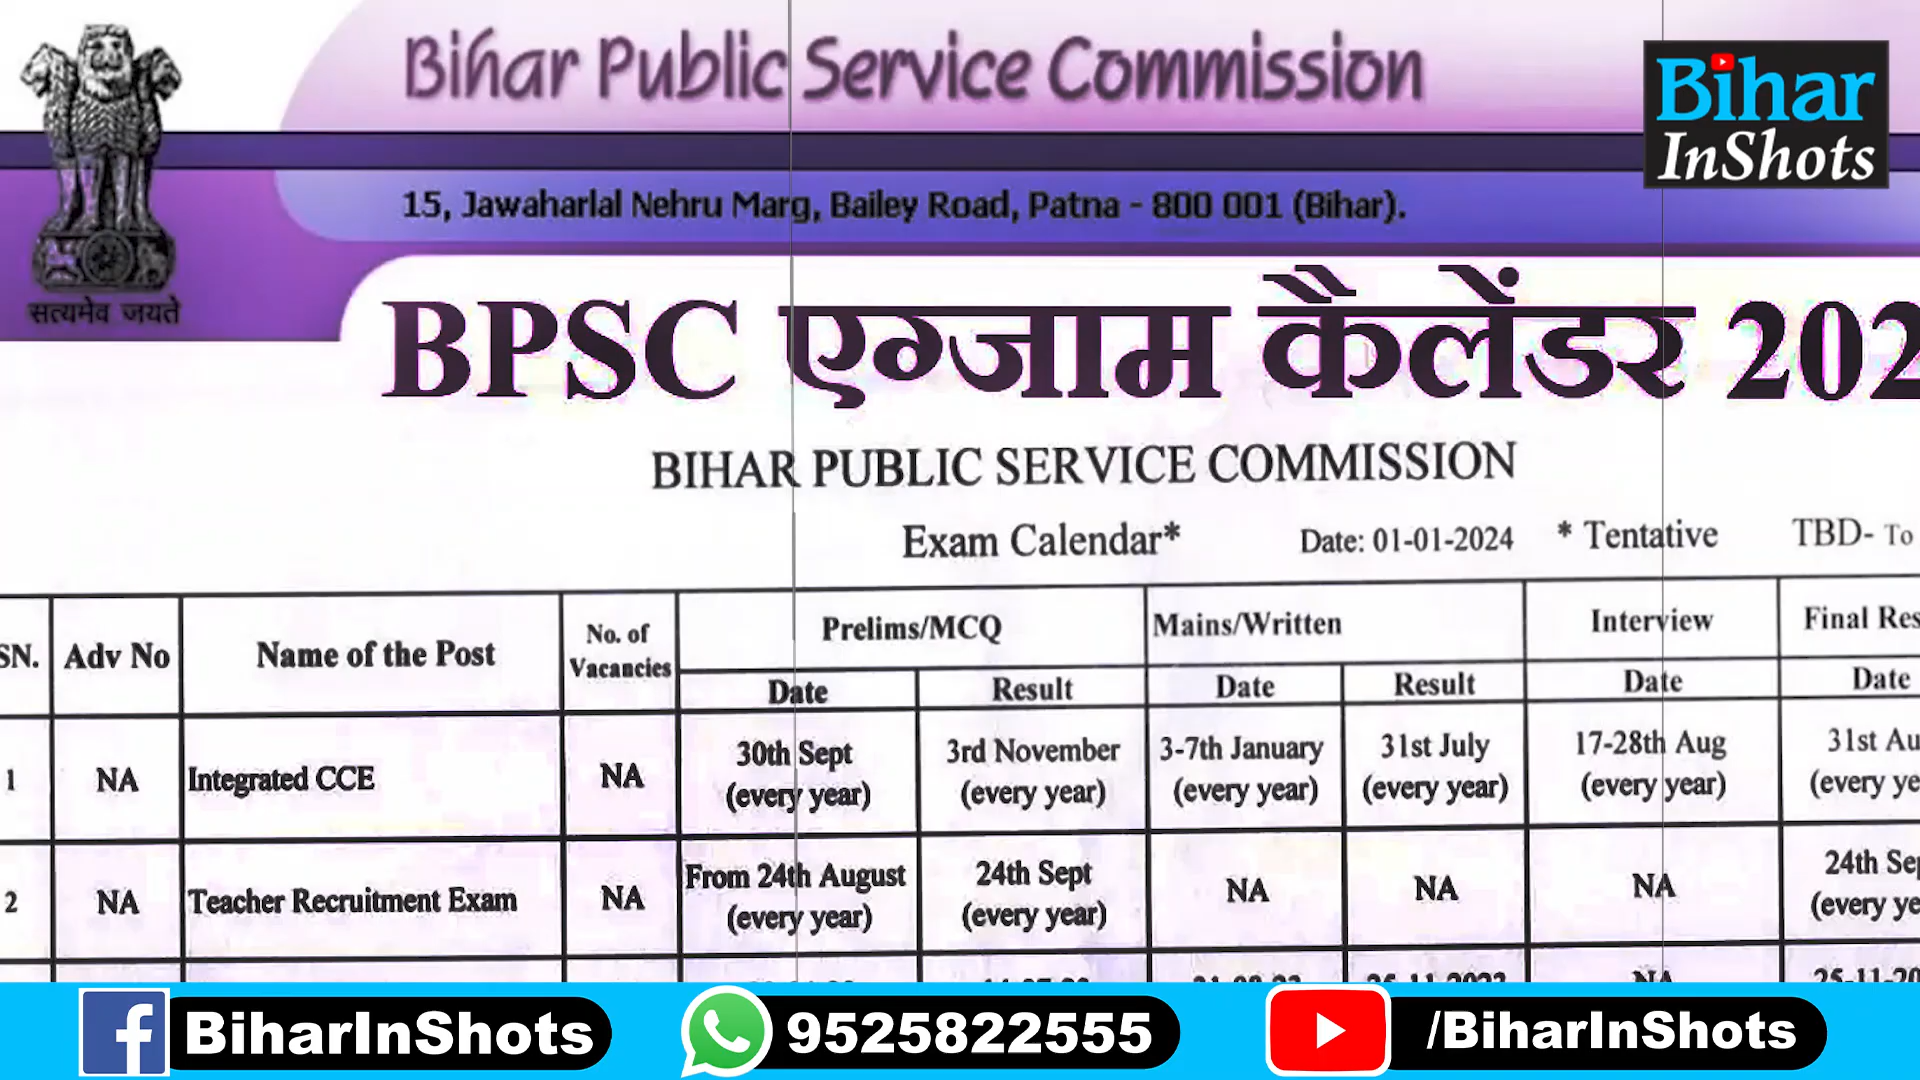 Bihar Public Service Commission
Bihar
InShots
15, Jawaharlal Nehru Marg, Bailey Road, Patna - 800 001 (Bihar).
सत्यमेव जयते
BPSC एग्जाम कैलेंडर 202
BIHAR PUBLIC SERVICE COMMISSION
Exam Calendar* Date: 01-01-2024 * Tentative TBD- To
SN. Adv No Name of the Post No. of Vacancies Prelims/MCQ Mains/Written Interview Final Res
Date Result Date Result Date Date
1 NA Integrated CCE NA 30th Sept (every year) 3rd November (every year) 3-7th January (every year) 31st July (every year) 17-28th Aug (every year) 31st Au (every ye
2 NA Teacher Recruitment Exam NA From 24th August (every year) 24th Sept (every year) NA NA NA 24th Sep (every ye
BiharInShots 9525822555 /BiharInShots